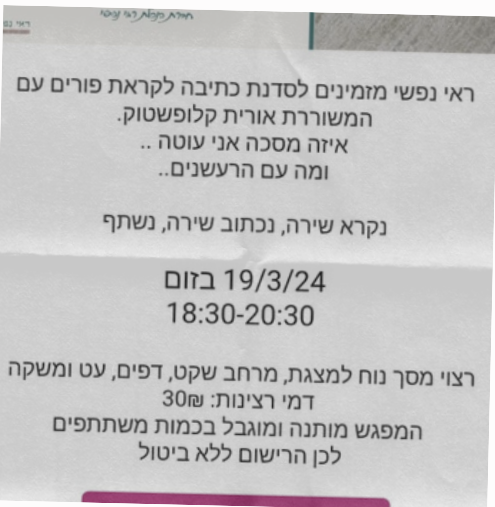 ראי נפשי מזמינים לסדנת כתיבה לקראת פורים עם
המשוררת אורית קלופשטוק.
איזה מסכה אני עוטה ..
ומה עם הרעשנים..
נקרא שירה, נכתוב שירה, נשתף
19/3/24 בזום
18:30-20:30
רצוי מסך נוח למצגת, מרחב שקט, דפים, עט ומשקה
דמי רצינות: 30₪
המפגש מותנה ומוגבל בכמות משתתפים
לכן הרישום ללא ביטול